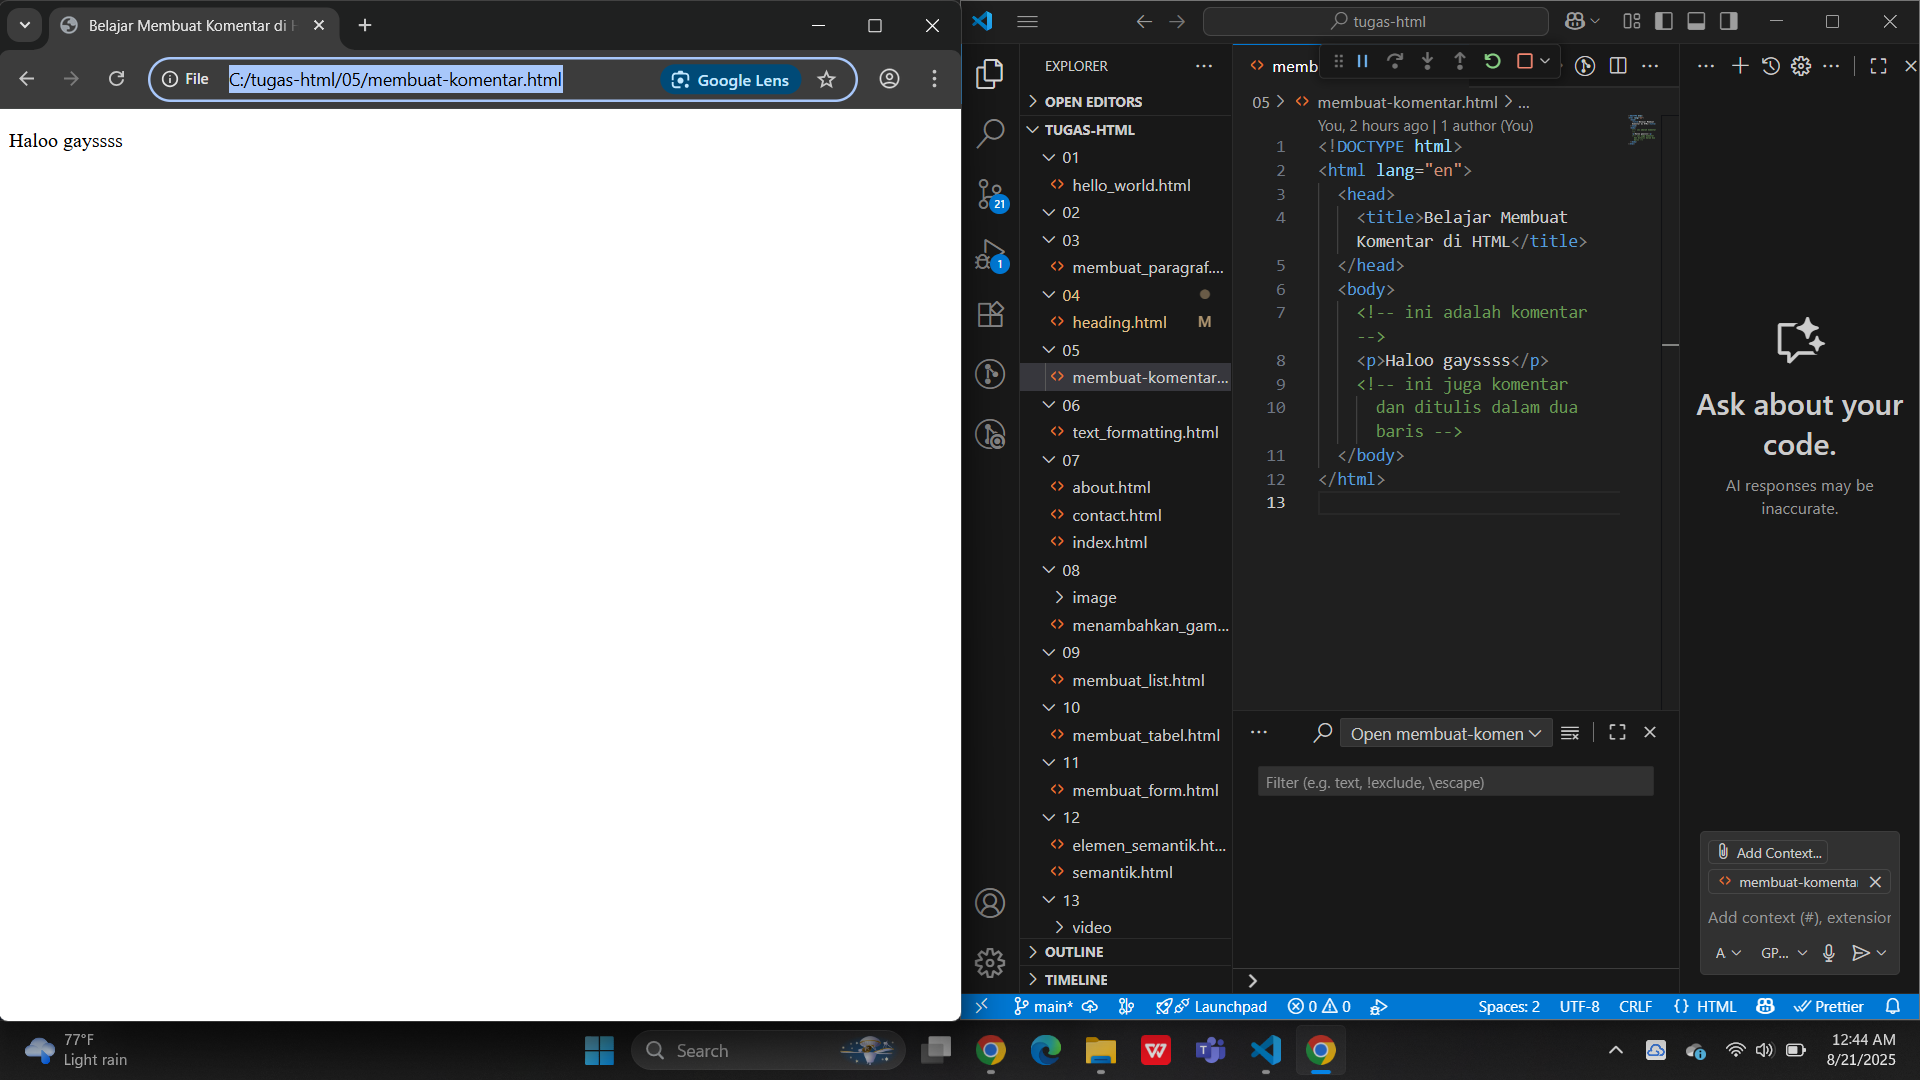 Belajar Membuat Komentar di H
File
C:/tugas-html/05/membuat-komentar.html
Google Lens
Haloo gayssss
tugas-html
EXPLORER
OPEN EDITORS
TUGAS-HTML
01
hello_world.html
02
03
membuat_paragraf....
04
heading.html M
05
membuat-komentar...
06
text_formatting.html
07
about.html
contact.html
index.html
08
image
menambahkan_gam...
09
membuat_list.html
10
membuat_tabel.html
11
membuat_form.html
12
elemen_semantik.ht...
semantik.html
13
video
OUTLINE
TIMELINE
21
1
memb
05 > membuat-komentar.html > ...
You, 2 hours ago | 1 author (You)
1 <!DOCTYPE html>
2 <html lang="en">
3 <head>
4 <title>Belajar Membuat
Komentar di HTML</title>
5 </head>
6 <body>
7 <!-- ini adalah komentar
-->
8 <p>Haloo gayssss</p>
9 <!-- ini juga komentar
10 dan ditulis dalam dua
baris -->
11 </body>
12 </html>
13
Open membuat-komen
Filter (e.g. text, !exclude, \escape)
Ask about your
code.
AI responses may be
inaccurate.
Add Context...
membuat-komenta
Add context (#), extension
A
GP...
main*
Launchpad
0
0
Spaces: 2
UTF-8
CRLF
{} HTML
Prettier
77°F
Light rain
Search
12:44 AM
8/21/2025